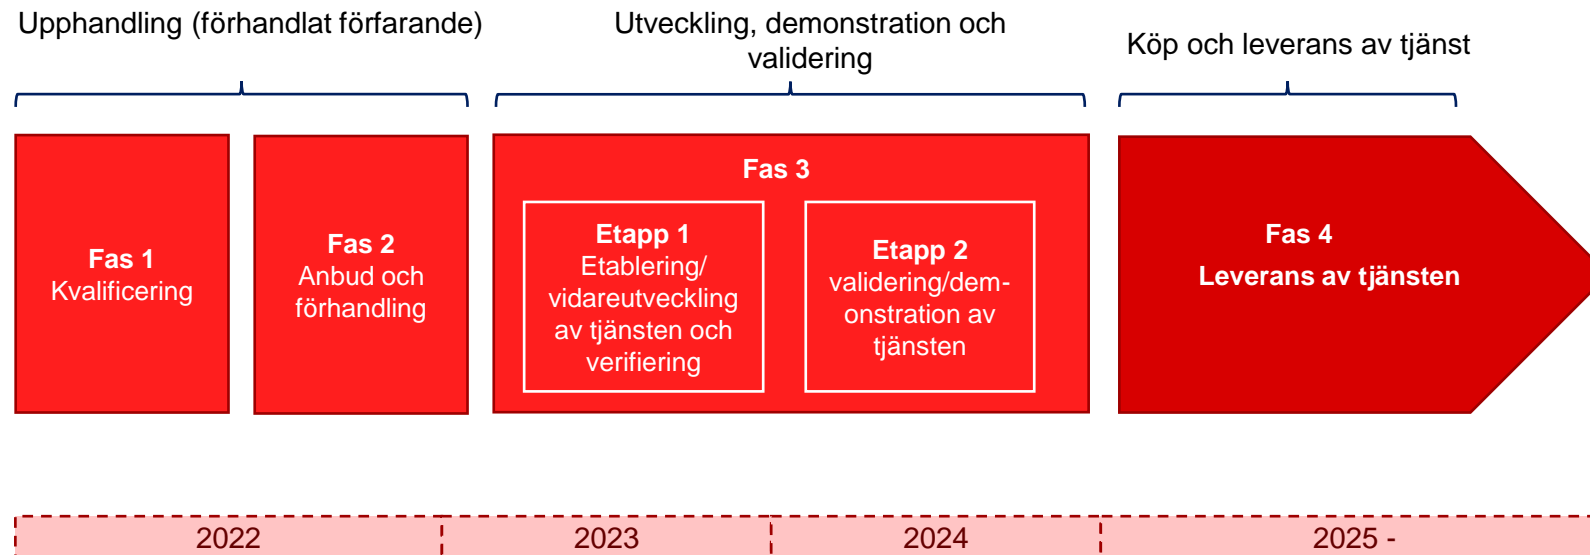 Upphandling (förhandlat förfarande)
Utveckling, demonstration och
validering
Köp och leverans av tjänst
Fas 1
Kvalificering
Fas 2
Anbud och
förhandling
Fas 3
Etapp 1
Etablering/
vidareutveckling
av tjänsten och
verifiering
Etapp 2
validering/dem-
onstration av
tjänsten
Fas 4
Leverans av tjänsten
2022
2023
2024
2025 -